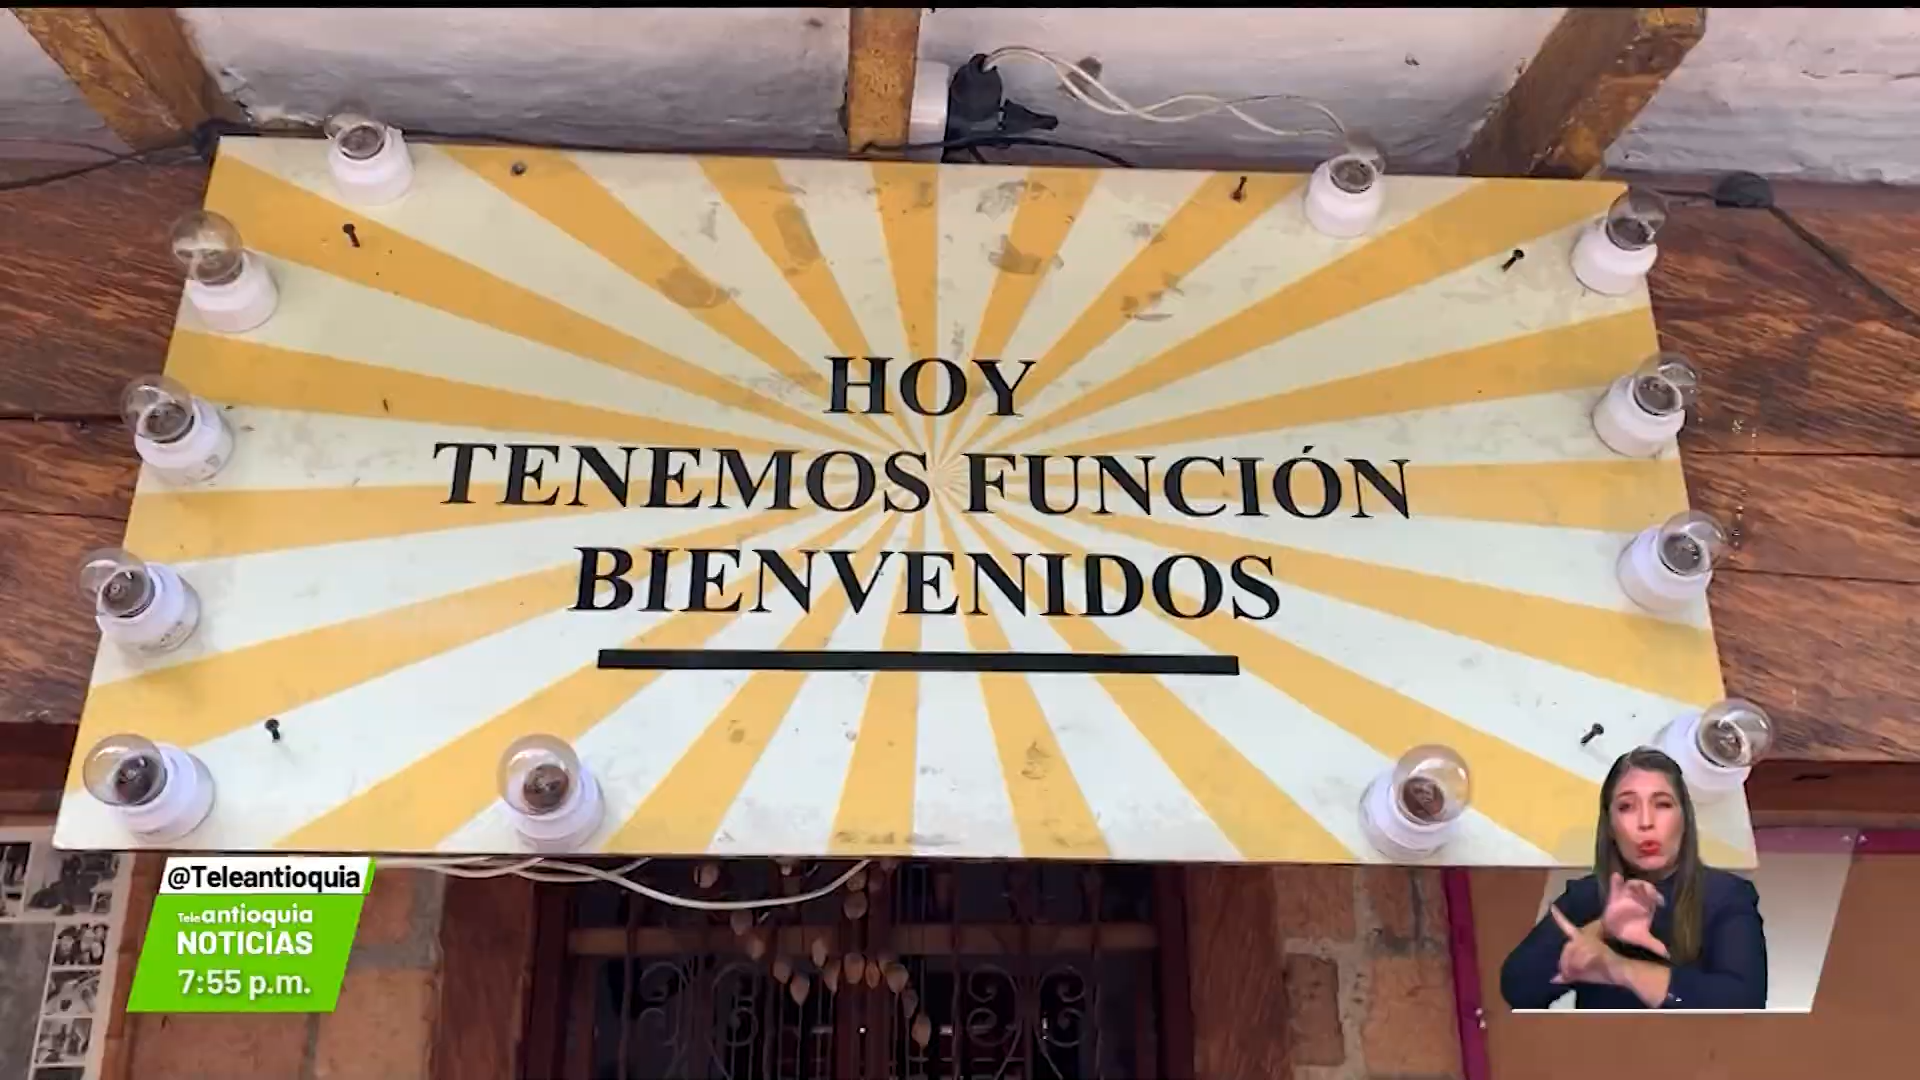 HOY
TENEMOS FUNCIÓN
BIENVENIDOS
@Teleantioquia
Teleantioquia
NOTICIAS
7:55 p.m.